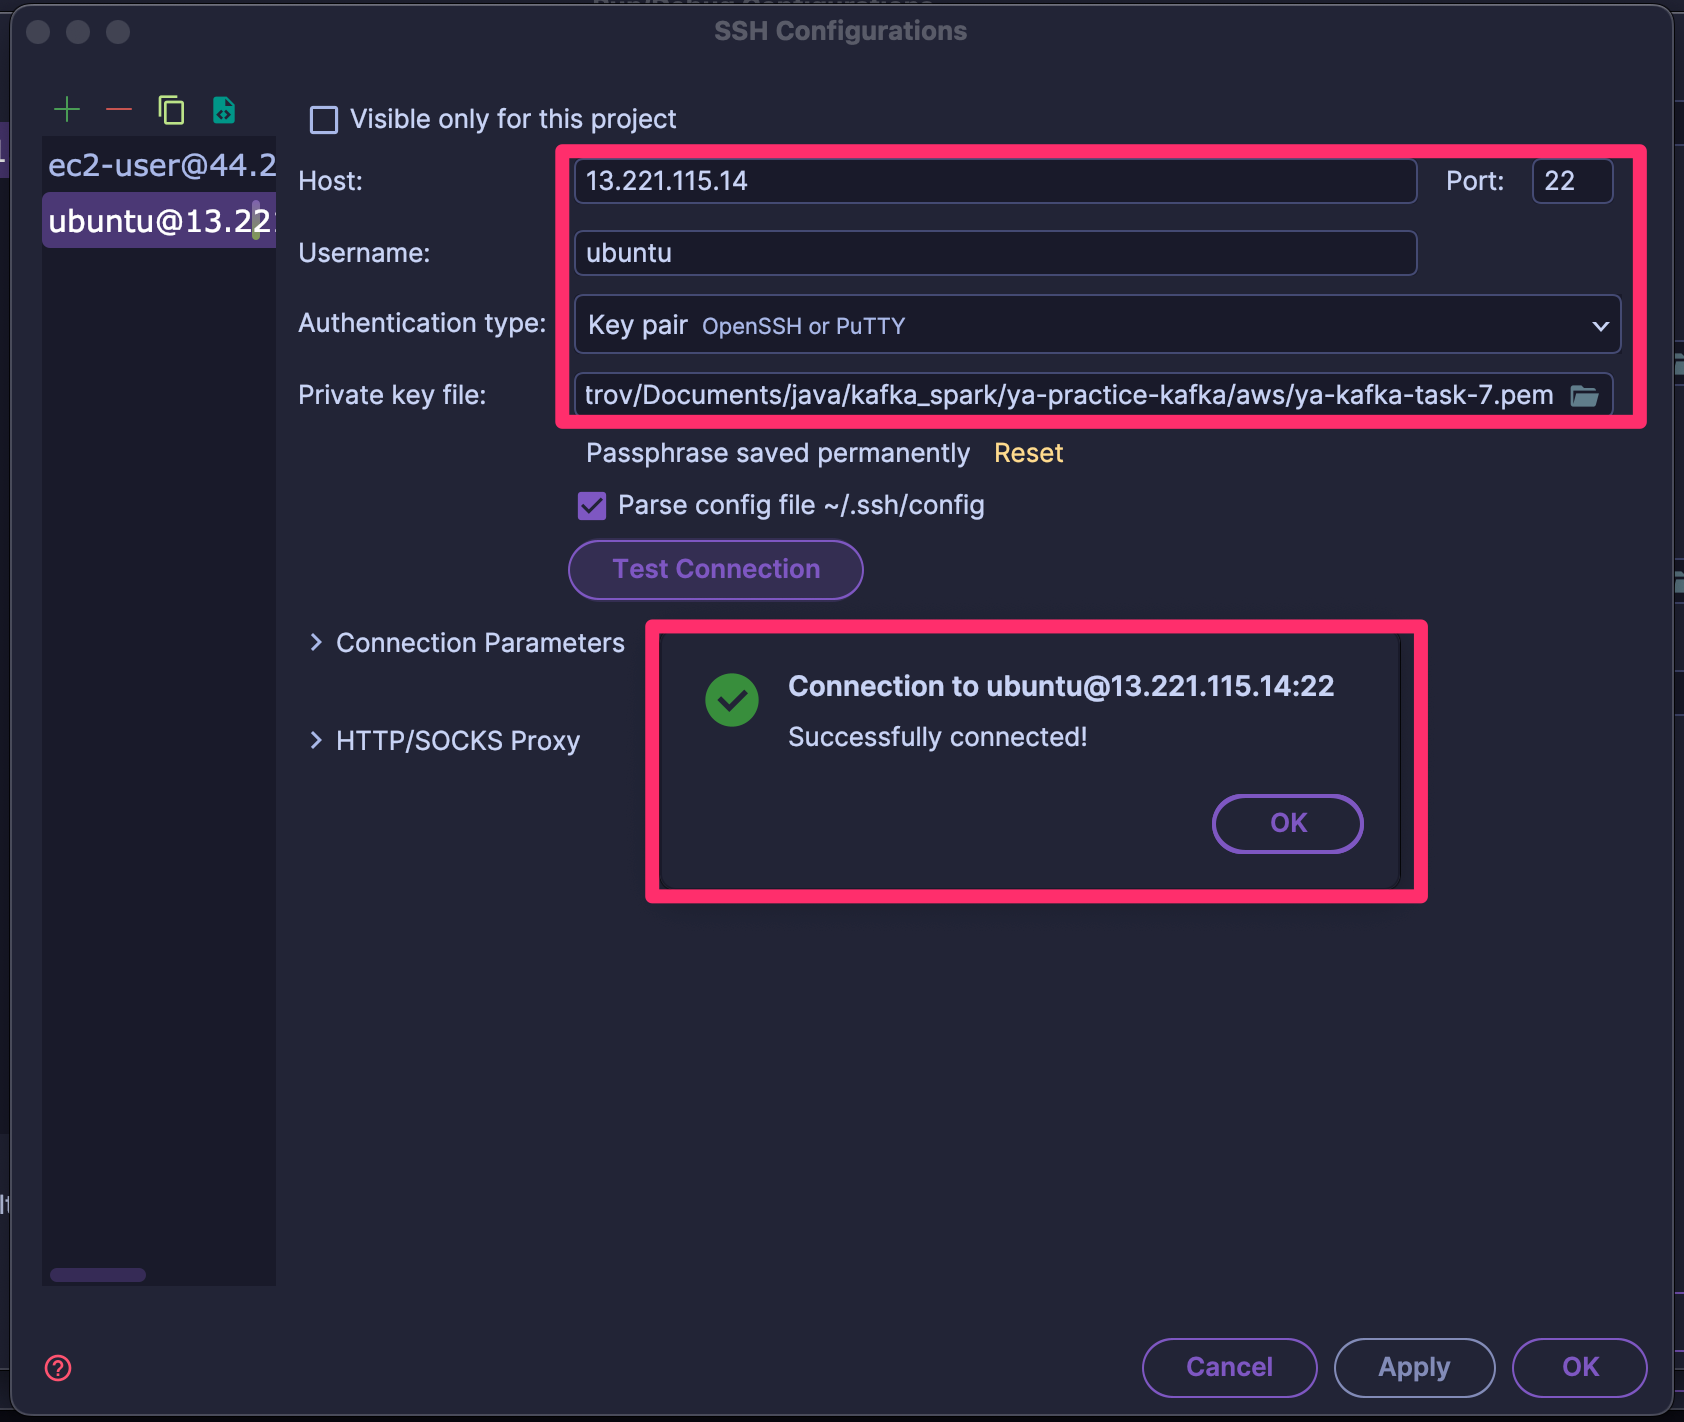 SSH Configurations
ec2-user@44.2
ubuntu@13.22
Visible only for this project
Host: 13.221.115.14 Port: 22
Username: ubuntu
Authentication type: Key pair OpenSSH or PuTTY
Private key file: trov/Documents/java/kafka_spark/ya-practice-kafka/aws/ya-kafka-task-7.pem
Passphrase saved permanently Reset
Parse config file ~/.ssh/config
Test Connection
Connection Parameters
Connection to ubuntu@13.221.115.14:22
Successfully connected!
HTTP/SOCKS Proxy
OK
?
Cancel Apply OK